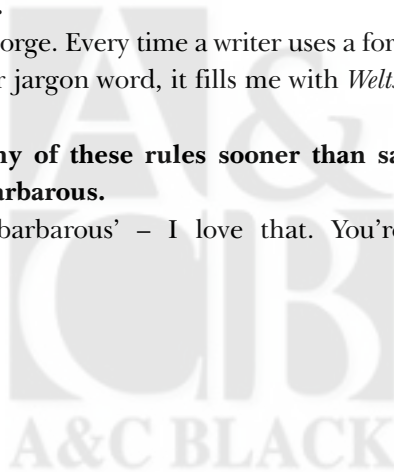 orge. Every time a writer uses a for
jargon word, it fills me with Welts
ny of these rules sooner than sa
arbarous.
barbarous' – I love that. You're
A&
CB
A&C BLACK